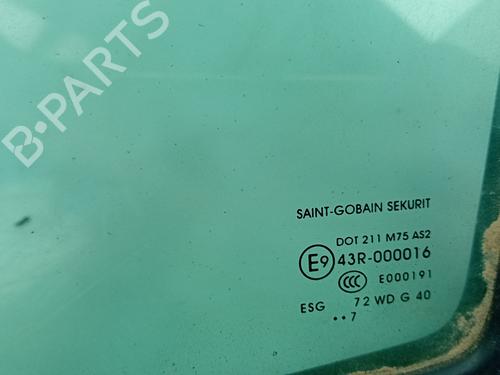 B-PARTS
SAINT-GOBAIN SEKURIT
DOT 211 M75 AS2
E9 43R-000016
CCC E000191
ESG 72 WD G 40
••7